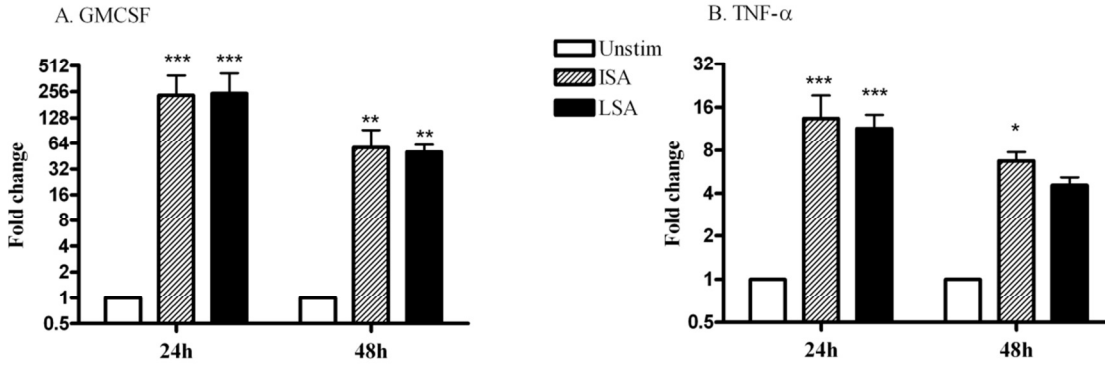 A. GMCSF
Fold change
512
256
128
64
32
16
8
4
2
1
0.5
*** ***
** **
24h 48h
Unstim
ISA
LSA
B. TNF-α
Fold change
32
16
8
4
2
1
0.5
*** ***
*
24h 48h